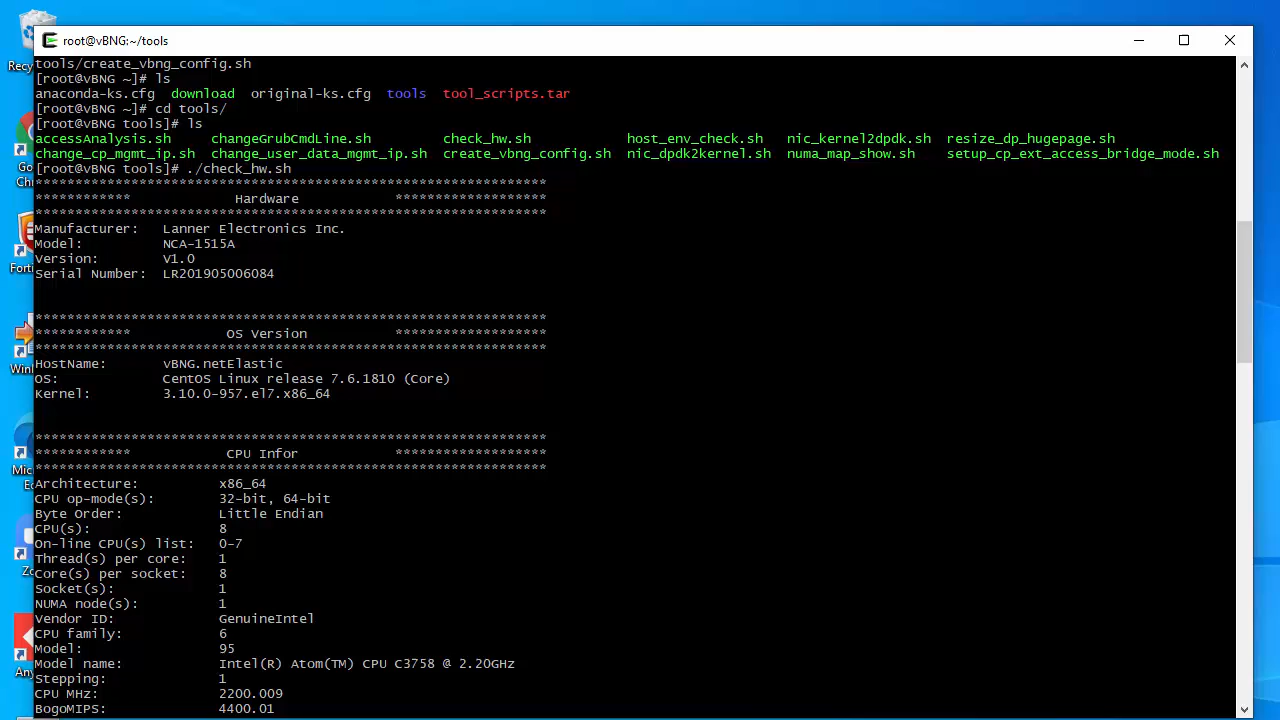 root@vBNG:~/tools
tools/create_vbng_config.sh
[root@vBNG ~]# ls
anaconda-ks.cfg download original-ks.cfg tools tool_scripts.tar
[root@vBNG ~]# cd tools/
[root@vBNG tools]# ls
accessAnalysis.sh changeGrubCmdLine.sh check_hw.sh host_env_check.sh nic_kernel2dpdk.sh resize_dp_hugepage.sh
change_cp_mgmt_ip.sh change_user_data_mgmt_ip.sh create_vbng_config.sh nic_dpdk2kernel.sh numa_map_show.sh setup_cp_ext_access_bridge_mode.sh
[root@vBNG tools]# ./check_hw.sh
****************************************************************
************ Hardware *******************
****************************************************************
Manufacturer: Lanner Electronics Inc.
Model: NCA-1515A
Version: V1.0
Serial Number: LR201905006084
****************************************************************
************ OS Version *******************
****************************************************************
HostName: vBNG.netElastic
OS: CentOS Linux release 7.6.1810 (Core)
Kernel: 3.10.0-957.el7.x86_64
****************************************************************
************ CPU Infor *******************
****************************************************************
Architecture: x86_64
CPU op-mode(s): 32-bit, 64-bit
Byte Order: Little Endian
CPU(s): 8
On-line CPU(s) list: 0-7
Thread(s) per core: 1
Core(s) per socket: 8
Socket(s): 1
NUMA node(s): 1
Vendor ID: GenuineIntel
CPU family: 6
Model: 95
Model name: Intel(R) Atom(TM) CPU C3758 @ 2.20GHz
Stepping: 1
CPU MHz: 2200.009
BogoMIPS: 4400.01